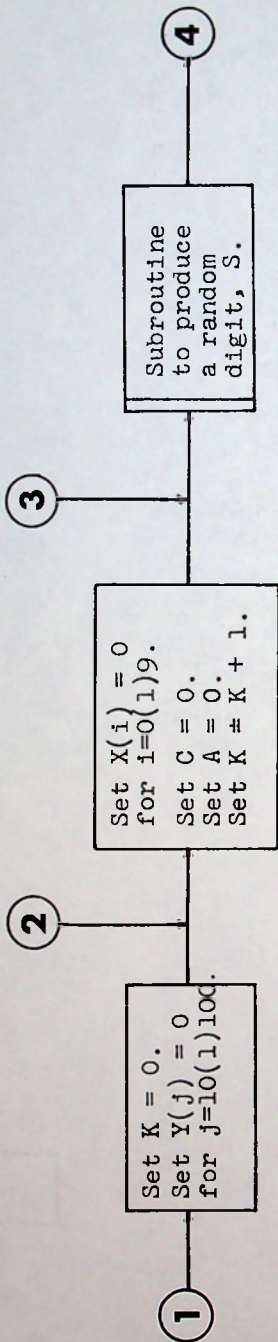 1
Set K = 0.
Set Y(j) = 0
for j=10(1)100.
2
Set X(i) = 0
for i=0(1)9.
Set C = 0.
Set A = 0.
Set K = K + 1.
3
Subroutine
to produce
a random
digit, S.
4